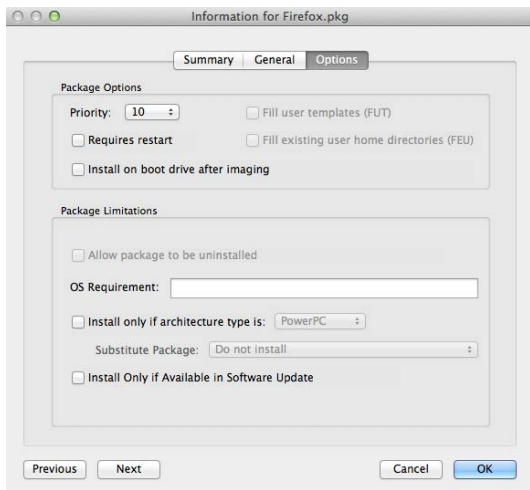 Information for Firefox.pkg
Summary General Options
Package Options
Priority: 10
Fill user templates (FUT)
Requires restart
Fill existing user home directories (FEU)
Install on boot drive after imaging
Package Limitations
Allow package to be uninstalled
OS Requirement:
Install only if architecture type is: PowerPC
Substitute Package: Do not install
Install Only if Available in Software Update
Previous Next Cancel OK